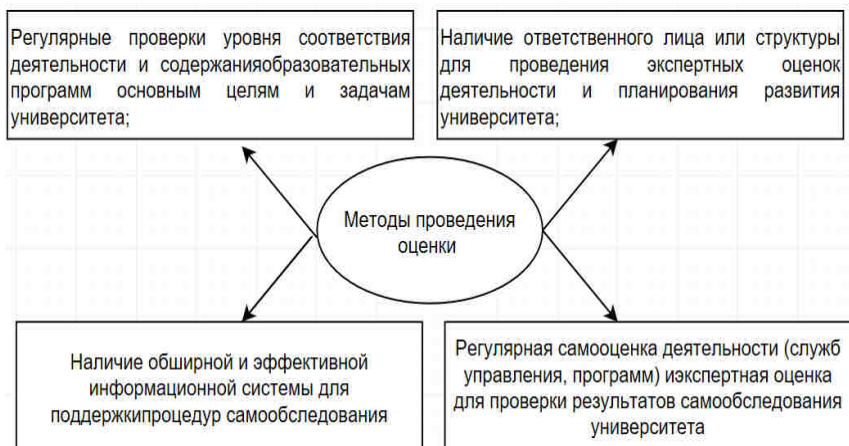 Регулярные проверки уровня соответствия
деятельности и содержанияобразовательных
программ основным целям и задачам
университета;
Наличие ответственного лица или структуры
для проведения экспертных оценок
деятельности и планирования развития
университета;
Методы проведения
оценки
Наличие обширной и эффективной
информационной системы для
поддержкипроцедур самообследования
Регулярная самооценка деятельности (служб
управления, программ) иэкспертная оценка
для проверки результатов самообследования
университета